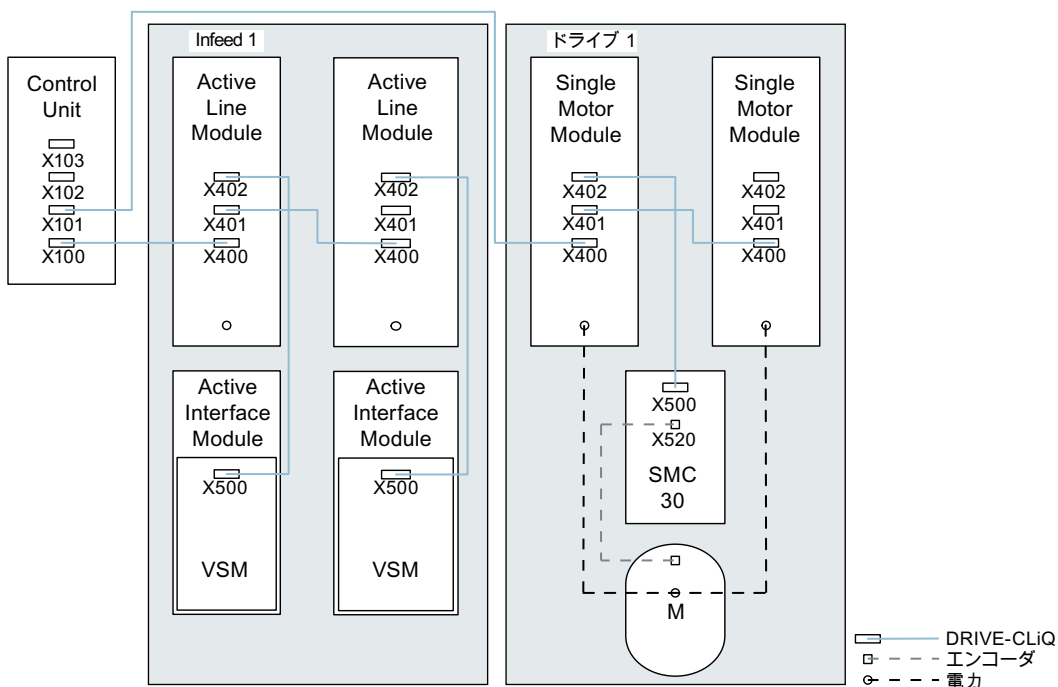 Infeed 1
ドライブ 1
Control
Unit
X103
X102
X101
X100
Active
Line
Module
X402
X401
X400
Active
Line
Module
X402
X401
X400
Single
Motor
Module
X402
X401
X400
Single
Motor
Module
X402
X401
X400
Active
Interface
Module
X500
VSM
Active
Interface
Module
X500
VSM
X500
X520
SMC
30
M
DRIVE-CLiQ
エンコーダ
電力